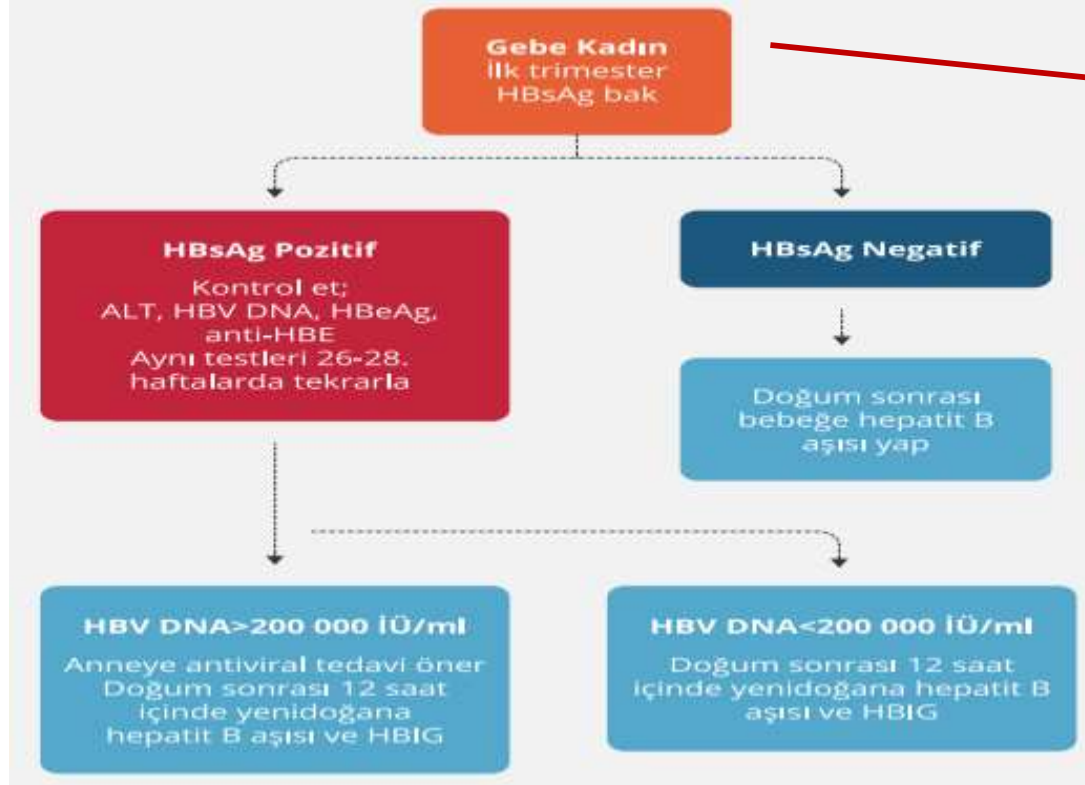 Gebe Kadın
İlk trimester
HBsAg bak
HBsAg Pozitif
Kontrol et;
ALT, HBV DNA, HBeAg,
anti-HBE
Aynı testleri 26-28.
haftalarda tekrarla
HBsAg Negatif
Doğum sonrası
bebeğe hepatit B
aşısı yap
HBV DNA>200 000 İÜ/ml
Anneye antiviral tedavi öner
Doğum sonrası 12 saat
içinde yenidoğana
hepatit B aşısı ve HBIG
HBV DNA<200 000 İÜ/ml
Doğum sonrası 12 saat
içinde yenidoğana hepatit B
aşısı ve HBIG